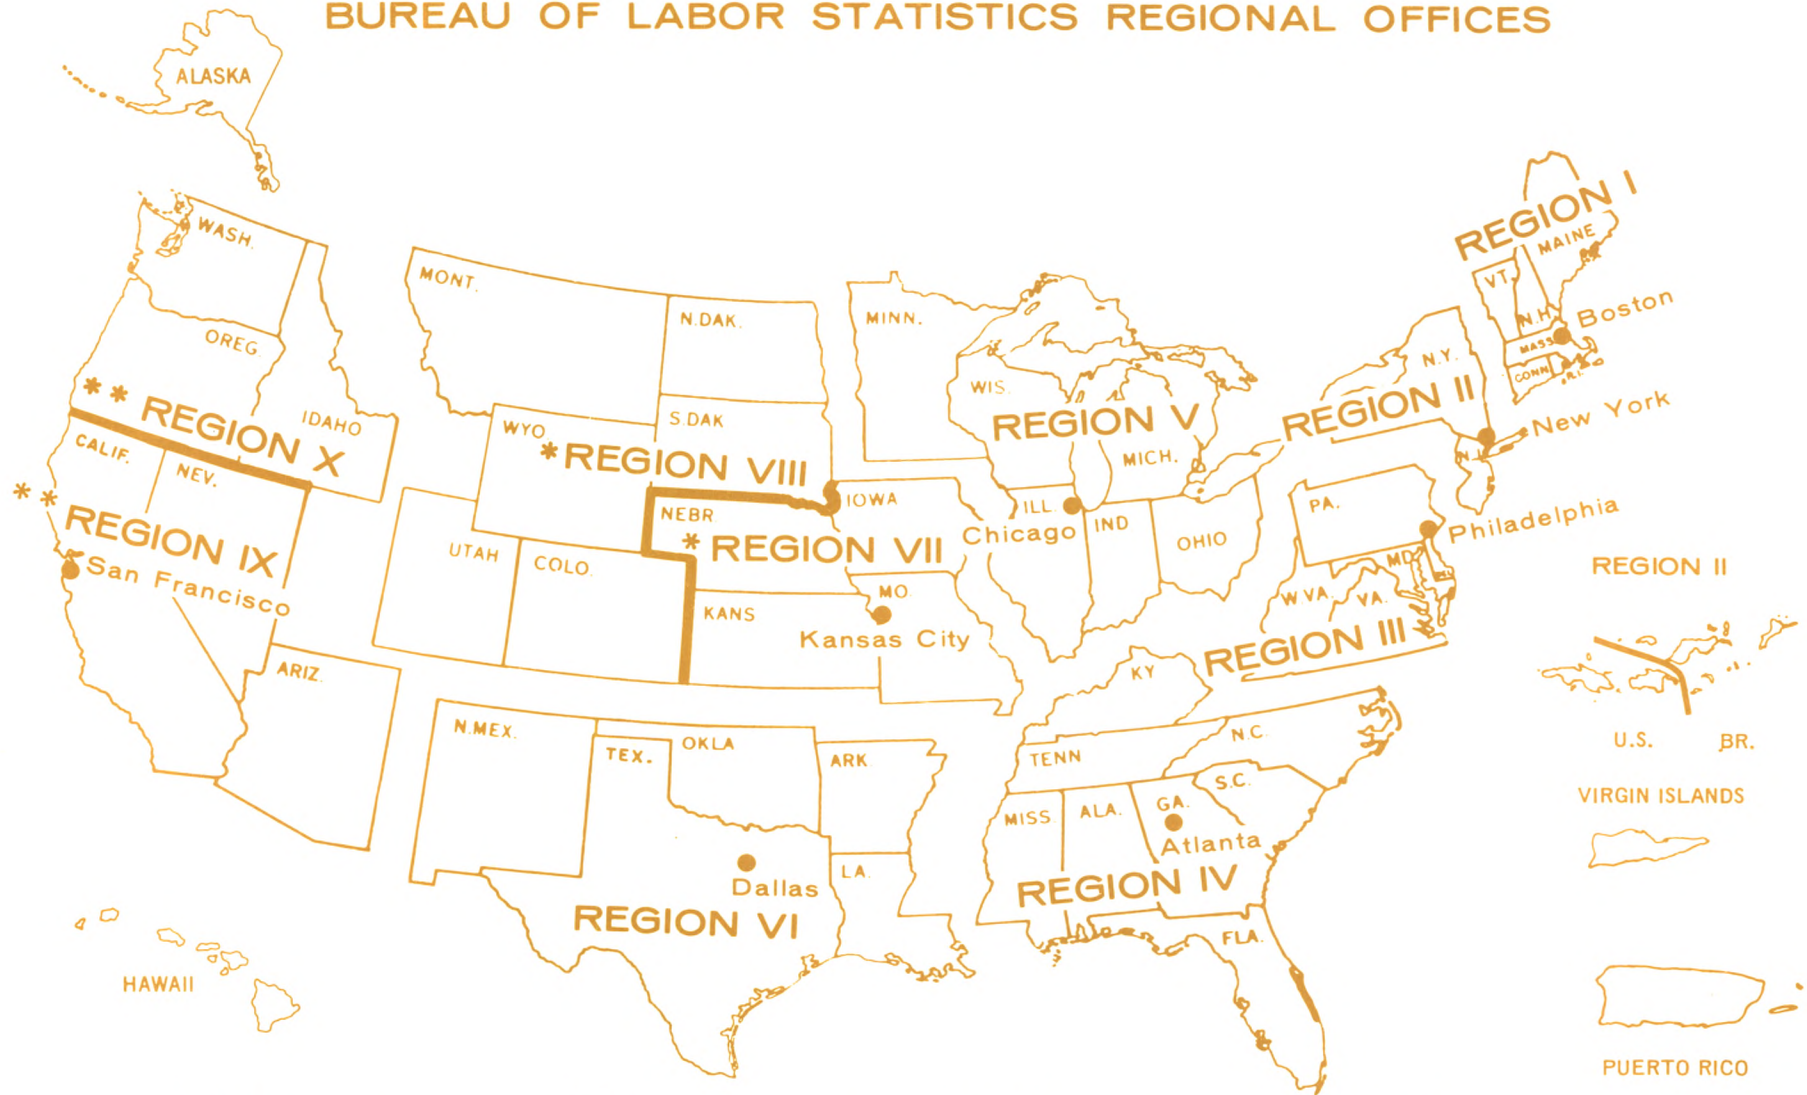 BUREAU OF LABOR STATISTICS REGIONAL OFFICES
ALASKA
WASH.
OREG.
IDAHO
** REGION X
MONT.
N.DAK.
S.DAK
WYO
* REGION VIII
UTAH
COLO.
CALIF.
NEV.
** REGION IX
San Francisco
ARIZ.
HAWAII
NEBR
IOWA
* REGION VII
KANS
MO.
Kansas City
MINN.
WIS.
REGION V
MICH.
ILL.
Chicago
IND
OHIO
REGION I
MAINE
VT.
N.H.
MASS
CONN
R.I.
Boston
N.Y.
REGION II
New York
N.J.
PA.
Philadelphia
MD
W VA.
VA.
REGION III
KY
TENN
N.C.
S.C.
MISS
ALA.
GA.
Atlanta
REGION IV
FLA.
N.MEX.
TEX.
OKLA
ARK
LA.
Dallas
REGION VI
REGION II
U.S. BR.
VIRGIN ISLANDS
PUERTO RICO